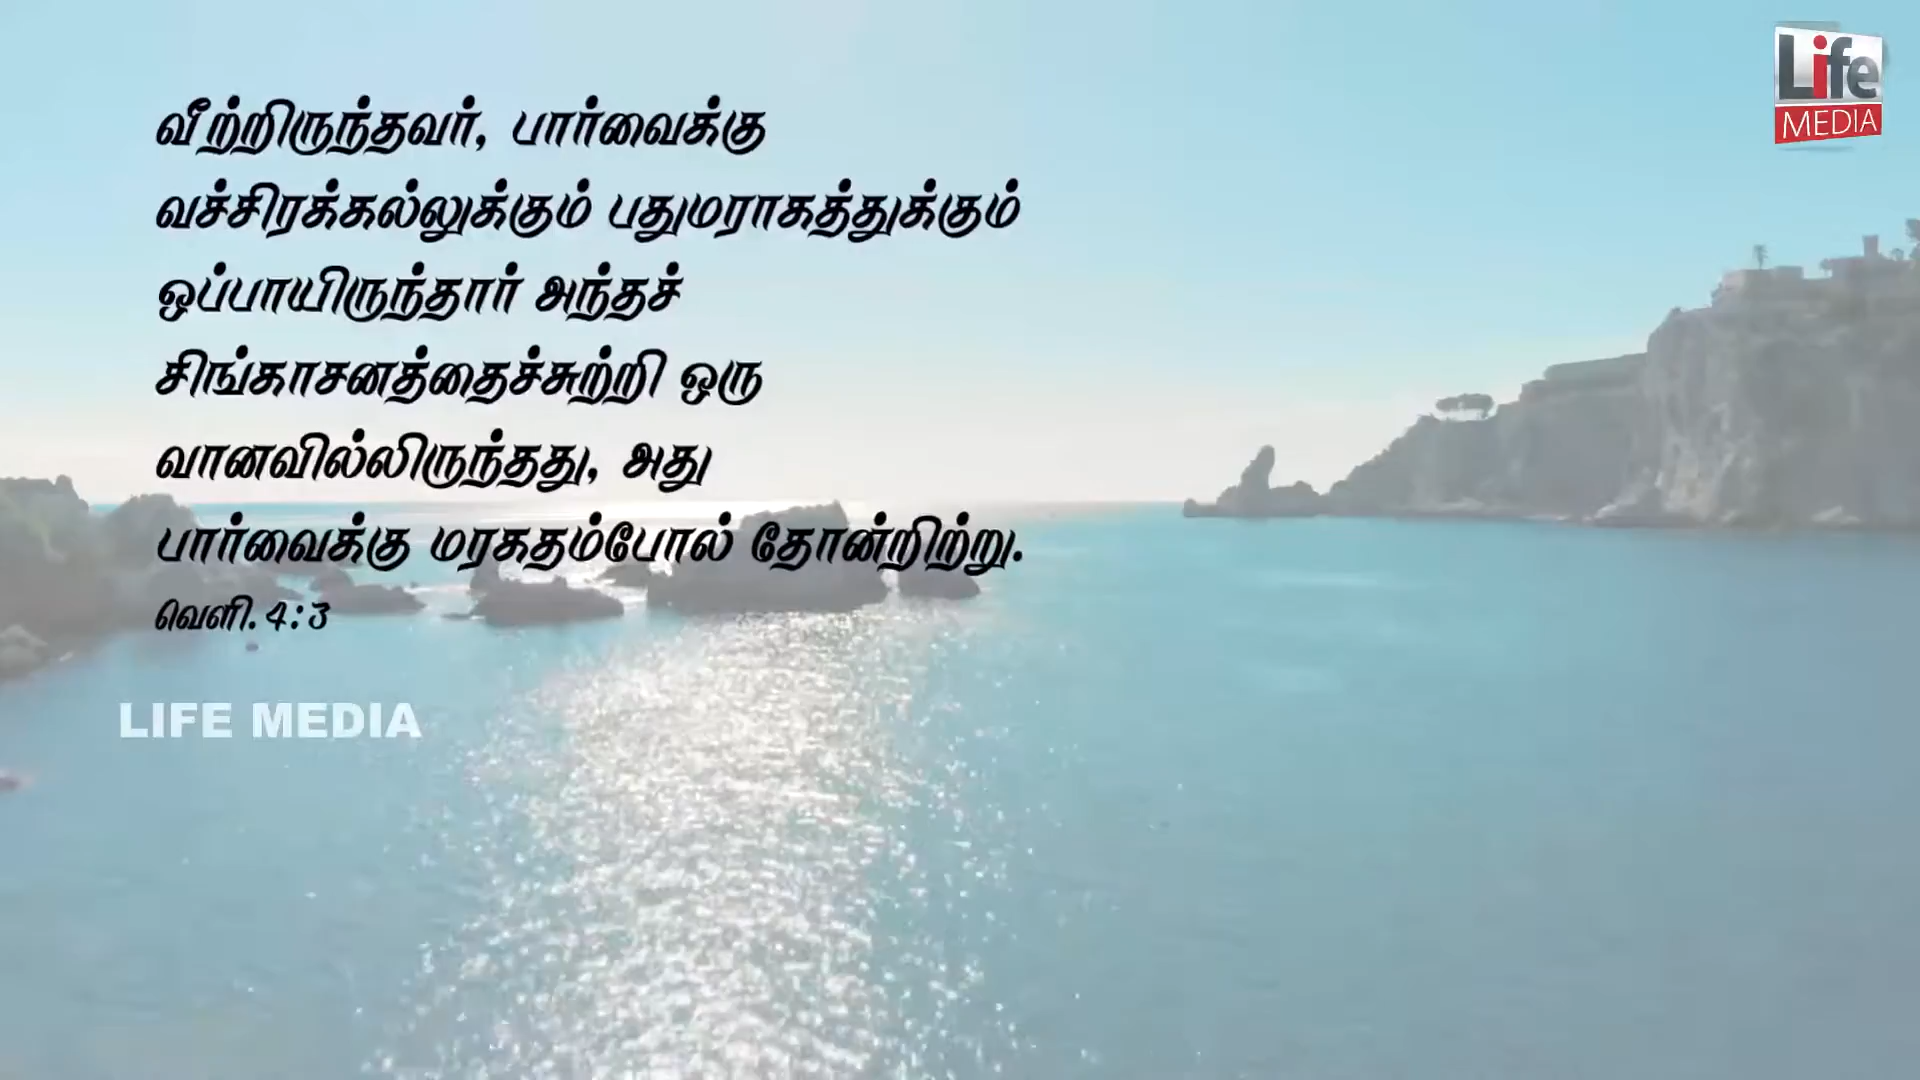 வீற்றிருந்தவர், பார்வைக்கு
வச்சிரக்கல்லுக்கும் பதுமராகத்துக்கும்
ஒப்பாயிருந்தார் அந்தச்
சிங்காசனத்தைச்சுற்றி ஒரு
வானவில்லிருந்தது, அது
பார்வைக்கு மரகதம்போல் தோன்றிற்று.
வெளி. 4:3
LIFE MEDIA
Life
MEDIA